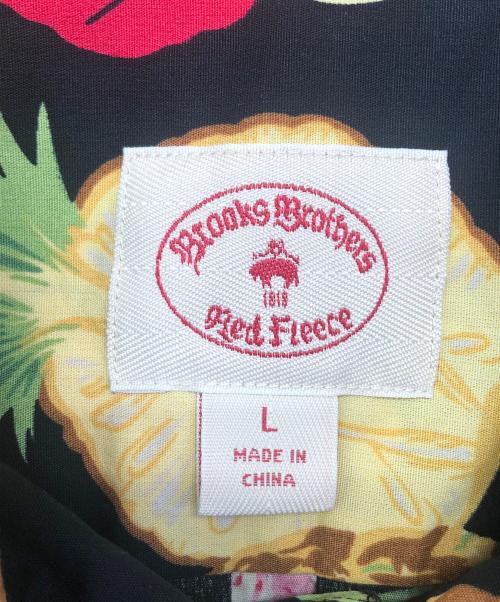 Brooks Brothers
1818
Red Fleece
L
MADE IN
CHINA